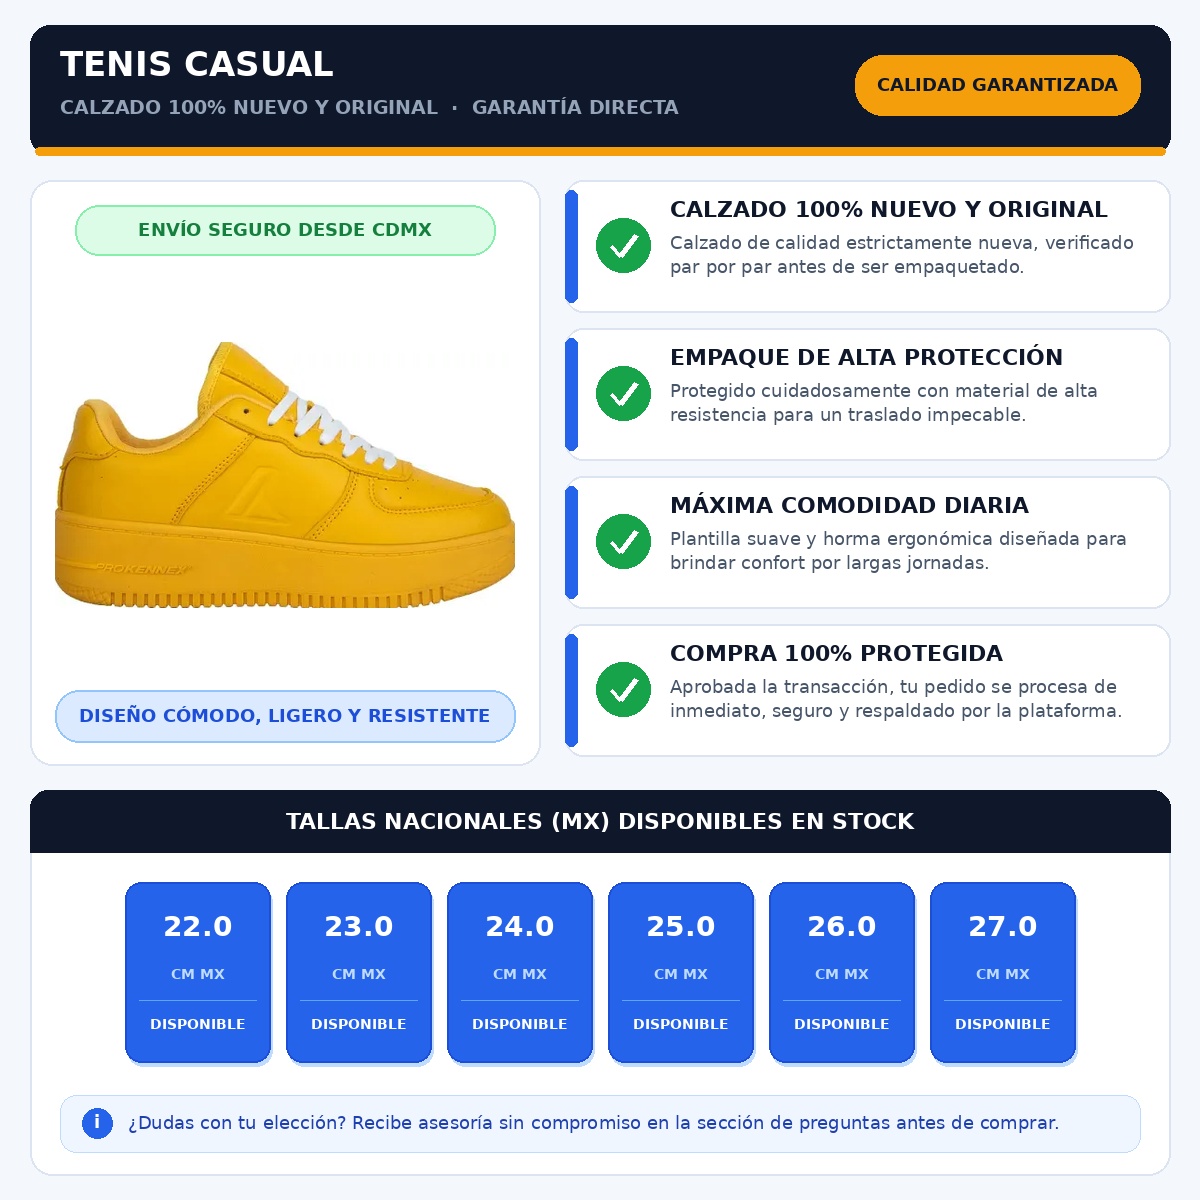 TENIS CASUAL
CALZADO 100% NUEVO Y ORIGINAL · GARANTÍA DIRECTA
CALIDAD GARANTIZADA
ENVÍO SEGURO DESDE CDMX
PROKENNEX
DISEÑO CÓMODO, LIGERO Y RESISTENTE
CALZADO 100% NUEVO Y ORIGINAL
Calzado de calidad estrictamente nueva, verificado
par por par antes de ser empaquetado.
EMPAQUE DE ALTA PROTECCIÓN
Protegido cuidadosamente con material de alta
resistencia para un traslado impecable.
MÁXIMA COMODIDAD DIARIA
Plantilla suave y horma ergonómica diseñada para
brindar confort por largas jornadas.
COMPRA 100% PROTEGIDA
Aprobada la transacción, tu pedido se procesa de
inmediato, seguro y respaldado por la plataforma.
TALLAS NACIONALES (MX) DISPONIBLES EN STOCK
22.0 23.0 24.0 25.0 26.0 27.0
CM MX CM MX CM MX CM MX CM MX CM MX
DISPONIBLE DISPONIBLE DISPONIBLE DISPONIBLE DISPONIBLE DISPONIBLE
i ¿Dudas con tu elección? Recibe asesoría sin compromiso en la sección de preguntas antes de comprar.